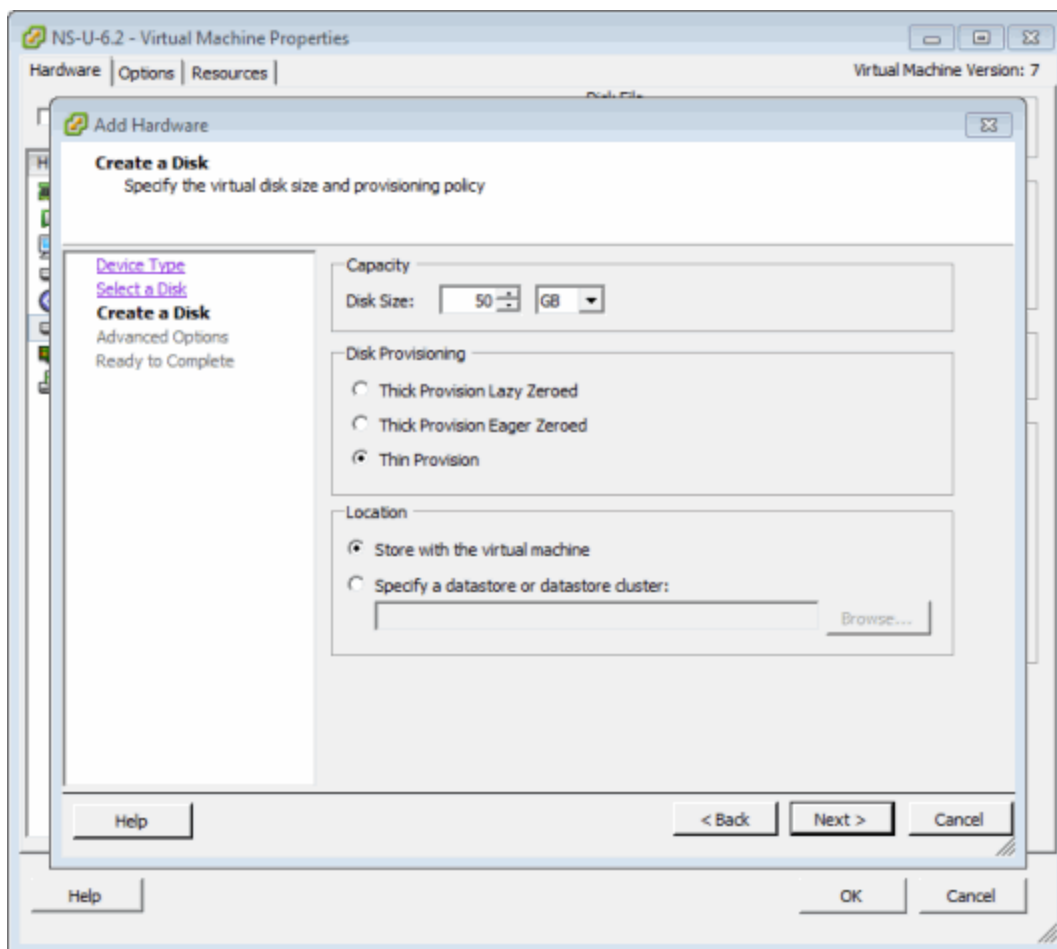 NS-U-6.2 - Virtual Machine Properties
Hardware Options Resources Virtual Machine Version: 7
Disk File
Add Hardware
H
Create a Disk
Specify the virtual disk size and provisioning policy
Device Type
Select a Disk
Create a Disk
Advanced Options
Ready to Complete
Capacity
Disk Size: 50 GB
Disk Provisioning
Thick Provision Lazy Zeroed
Thick Provision Eager Zeroed
Thin Provision
Location
Store with the virtual machine
Specify a datastore or datastore cluster:
Browse...
Help < Back Next > Cancel
Help OK Cancel